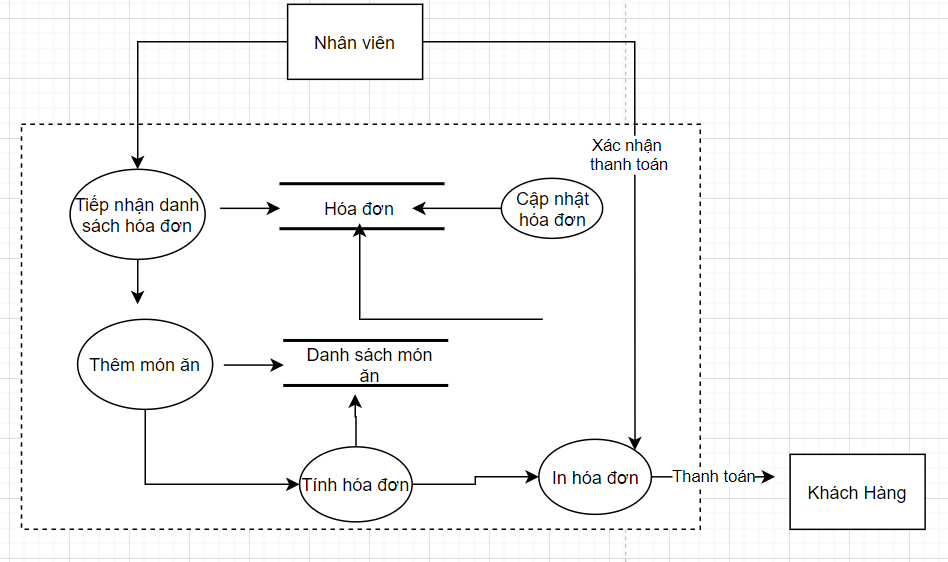 Nhân viên
Xác nhận
thanh toán
Tiếp nhận danh
sách hóa đơn
Hóa đơn
Cập nhật
hóa đơn
Thêm món ăn
Danh sách món
ăn
Tính hóa đơn
In hóa đơn
Thanh toán
Khách Hàng